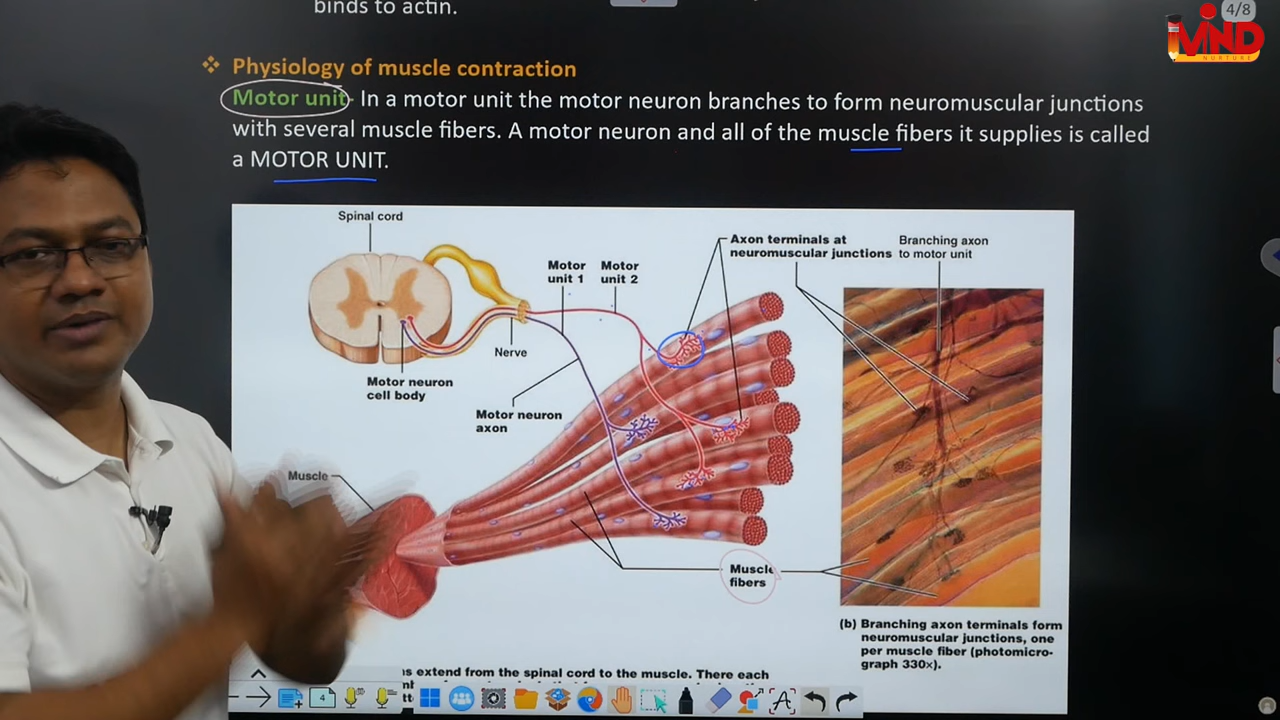 binds to actin.
4/8
MIND
NURTURE
❖ Physiology of muscle contraction
Motor unit- In a motor unit the motor neuron branches to form neuromuscular junctions
with several muscle fibers. A motor neuron and all of the muscle fibers it supplies is called
a MOTOR UNIT.
Spinal cord
Motor
unit 1
Motor
unit 2
Axon terminals at
neuromuscular junctions
Branching axon
to motor unit
Nerve
Motor neuron
cell body
Motor neuron
axon
Muscle
Muscle
fibers
(b) Branching axon terminals form
neuromuscular junctions, one
per muscle fiber (photomicro-
graph 330×).
extend from the spinal cord to the muscle. There each
4
A